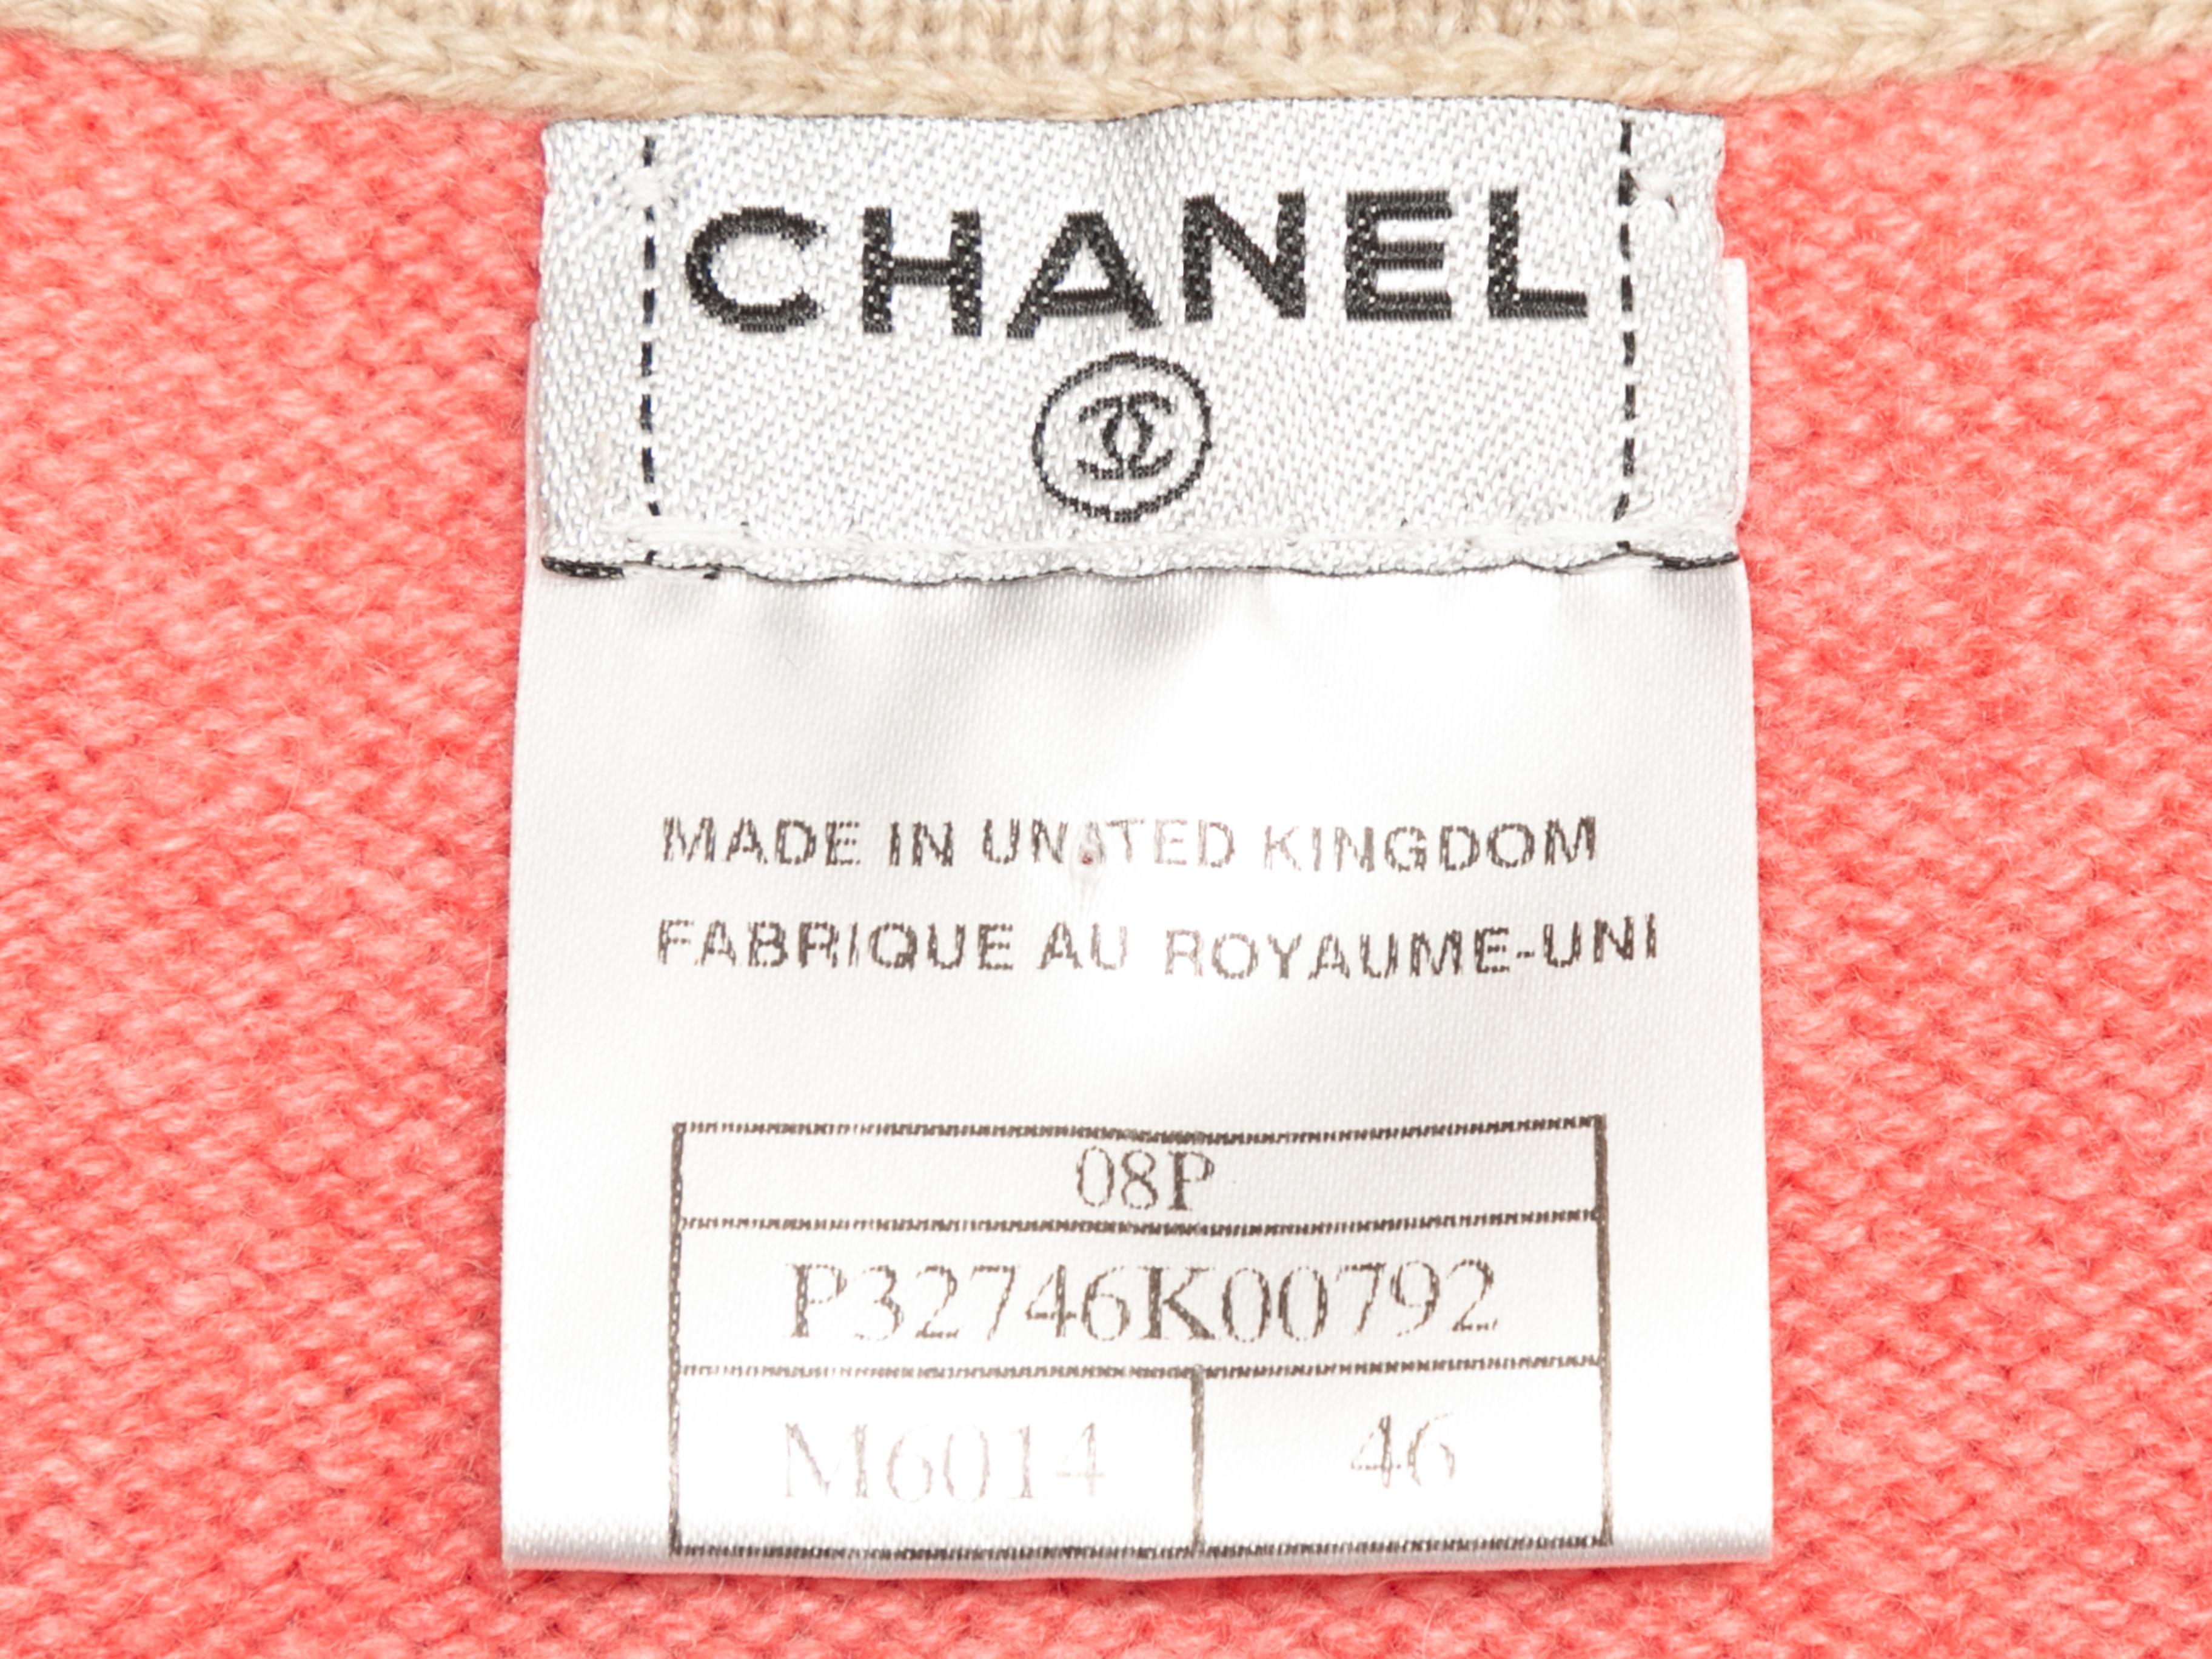 CHANEL
MADE IN UNITED KINGDOM
FABRIQUE AU ROYAUME-UNI
08P
P32746K00792
M6014 46